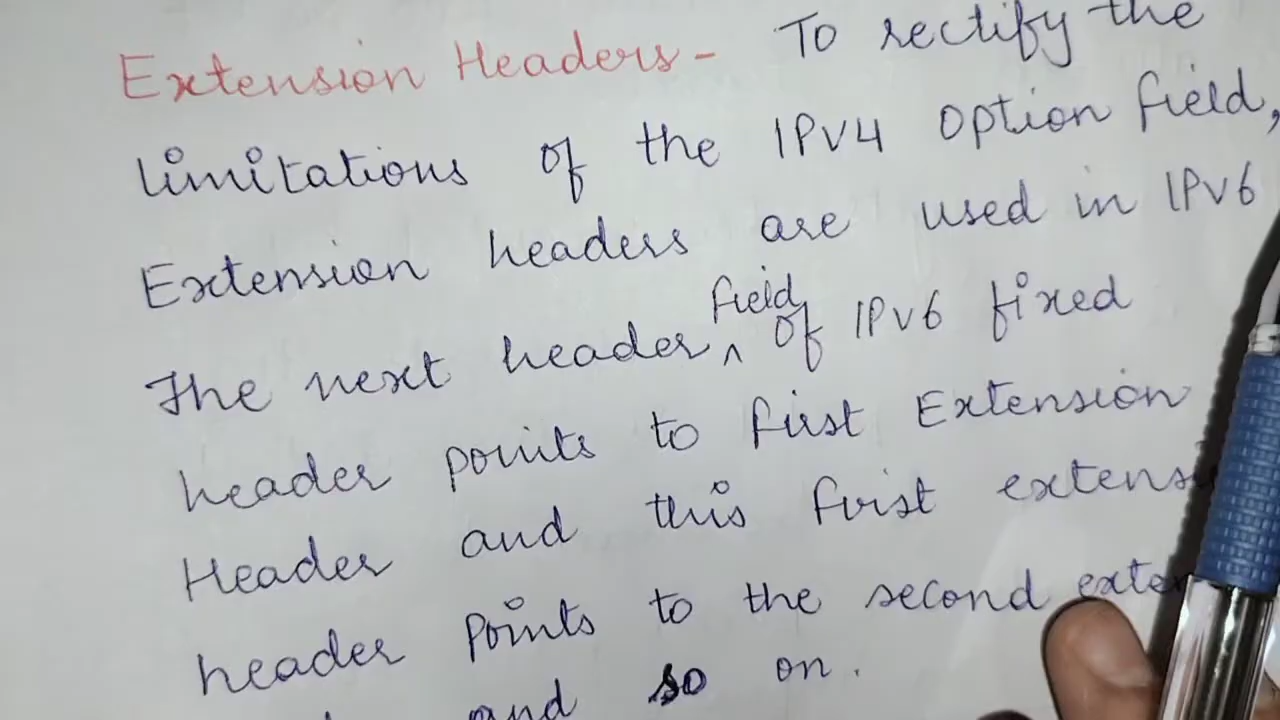 Extension Headers - To rectify the
limitations of the IPv4 Option field,
Extension headers are used in IPv6
The next header ^ field of IPv6 fixed
header points to first Extension
Header and this first extens
header points to the second exte
and so on.